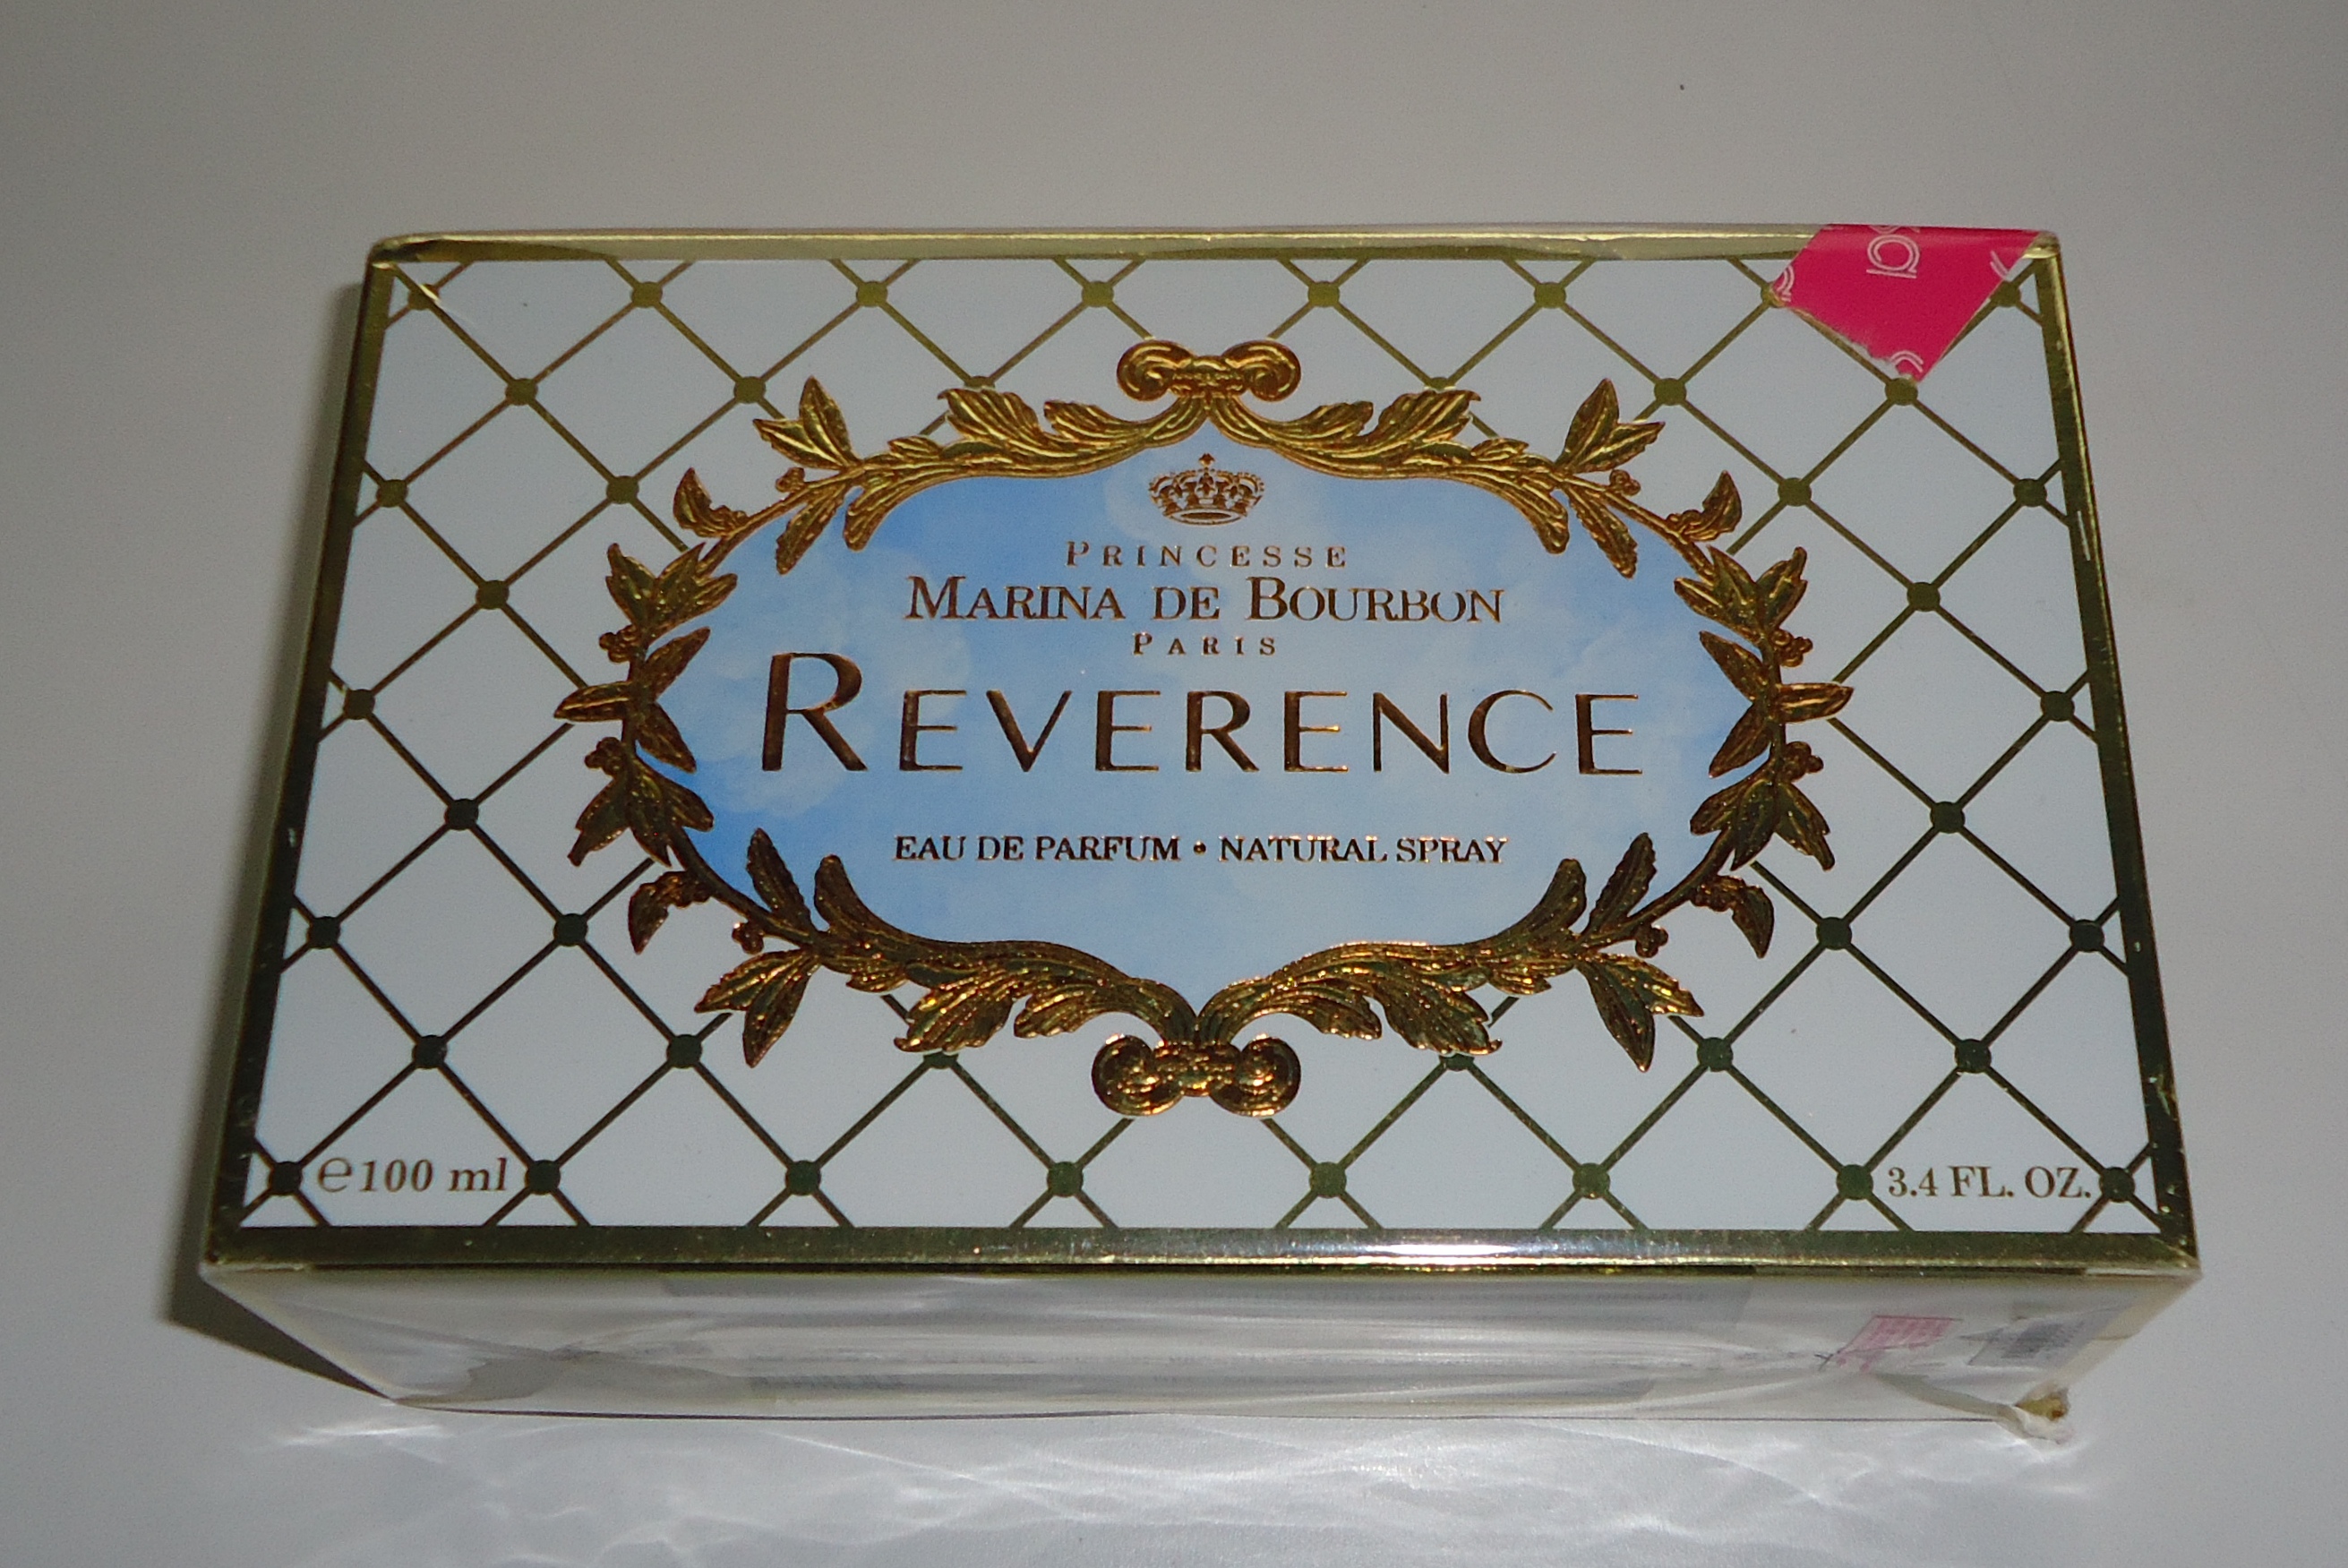 PRINCESSE
MARINA DE BOURBON
PARIS
REVERENCE
EAU DE PARFUM • NATURAL SPRAY
℮100 ml
3.4 FL. OZ.